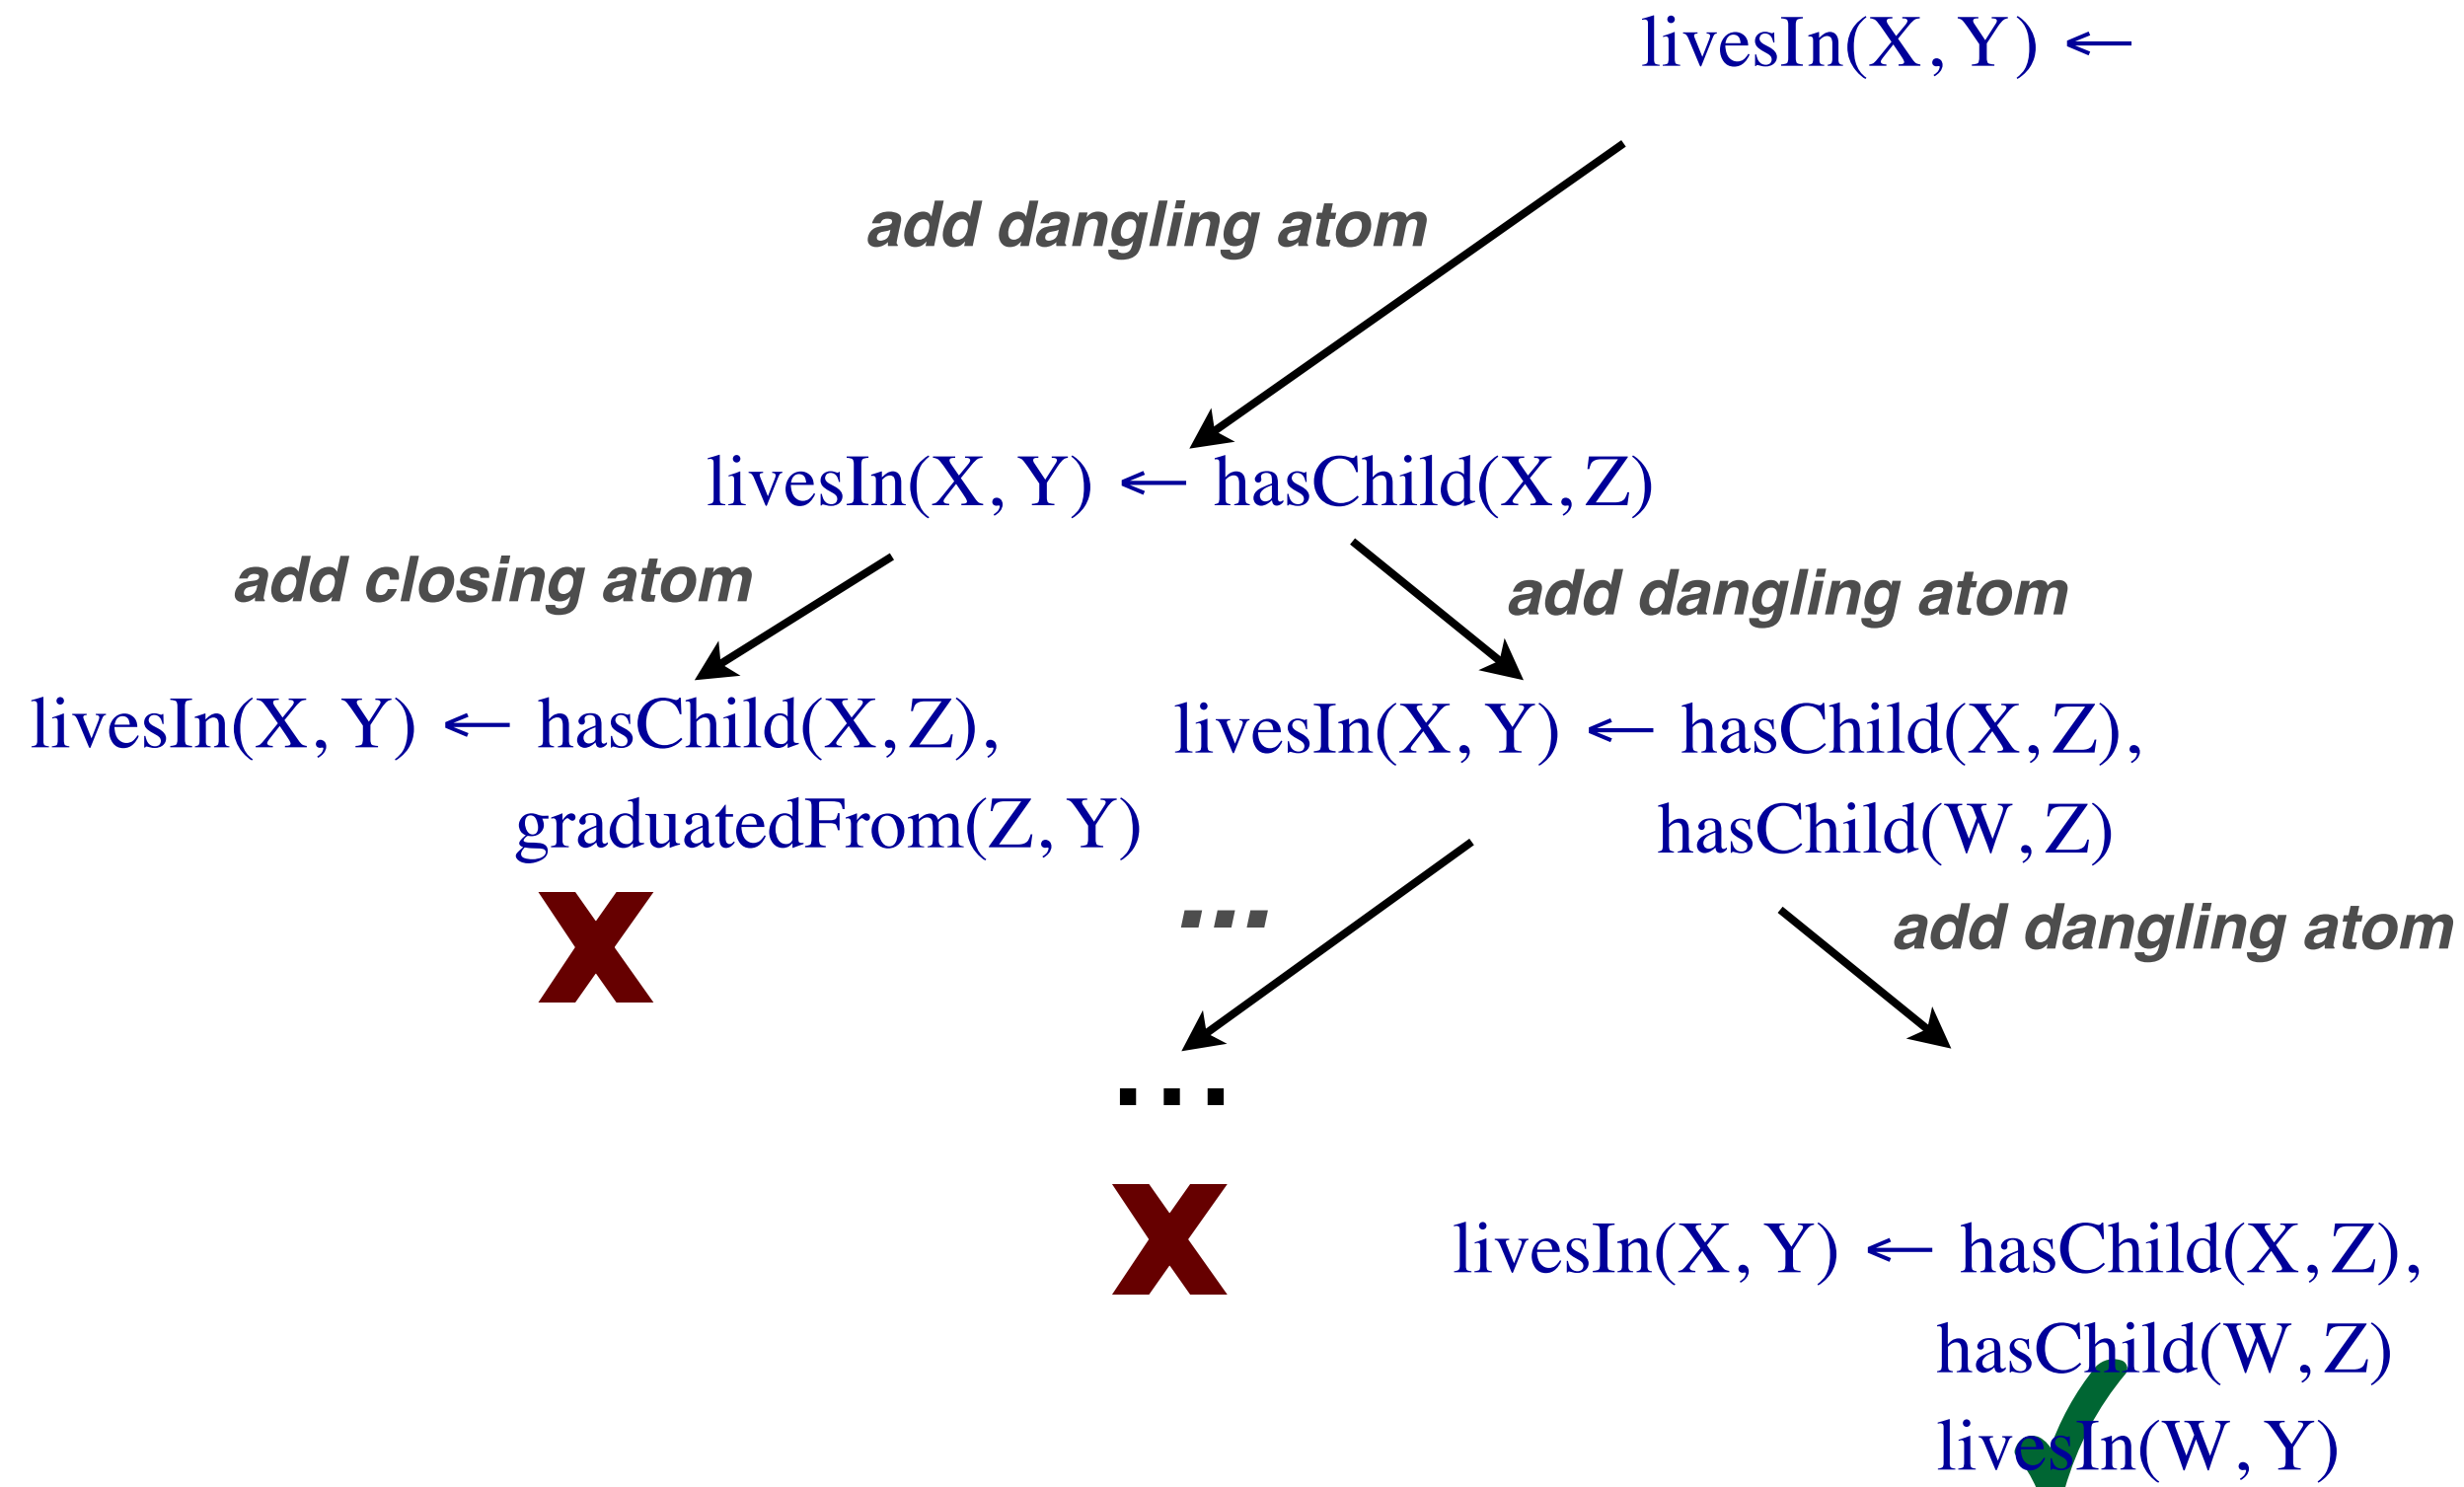 livesIn(X, Y) ←
add dangling atom
livesIn(X, Y) ← hasChild(X,Z)
add closing atom
add dangling atom
livesIn(X, Y) ← hasChild(X,Z),
graduatedFrom(Z,Y)
X
livesIn(X, Y) ← hasChild(X,Z),
hasChild(W,Z)
...
add dangling atom
...
X
livesIn(X, Y) ← hasChild(X, Z),
hasChild(W,Z)
livesIn(W, Y)